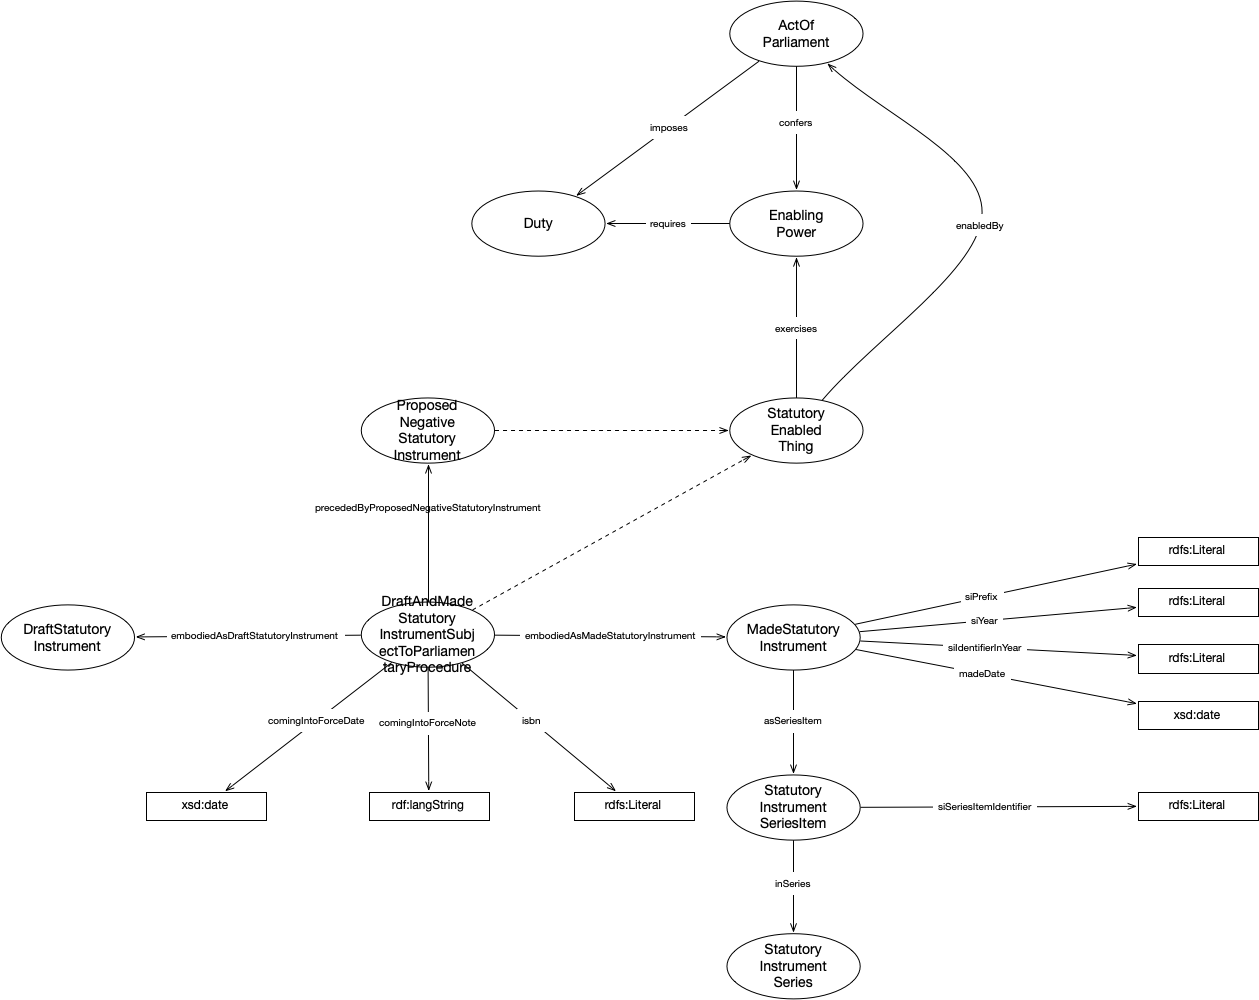 ActOf
Parliament
imposes
confers
Duty
requires
Enabling
Power
enabledBy
exercises
Proposed
Negative
Statutory
Instrument
Statutory
Enabled
Thing
precededByProposedNegativeStatutoryInstrument
rdfs:Literal
siPrefix
rdfs:Literal
siYear
DraftStatutory
Instrument
embodiedAsDraftStatutoryInstrument
DraftAndMade
Statutory
InstrumentSubj
ectToParliamen
taryProcedure
embodiedAsMadeStatutoryInstrument
MadeStatutory
Instrument
siIdentifierInYear
rdfs:Literal
madeDate
xsd:date
comingIntoForceDate
comingIntoForceNote
isbn
asSeriesItem
xsd:date
rdf:langString
rdfs:Literal
Statutory
Instrument
SeriesItem
siSeriesItemIdentifier
rdfs:Literal
inSeries
Statutory
Instrument
Series